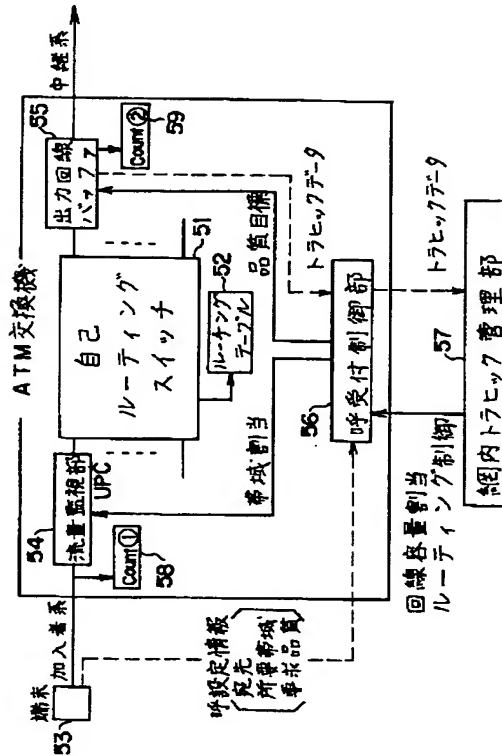 ATM交換機
中継系
55
出力回線
バッファ
Count②
59
自己
ルーティング
スイッチ
51
52
ルーチング
テーブル
品質目標
トラヒックデータ
54
流量監視部
UPC
Count①
58
帯域割当
56
呼受付制御部
トラヒックデータ
端末
加入者系
53
呼設定情報
宛先
所要帯域
要求品質
回線容量割当
ルーティング制御
57
網内トラヒック管理部